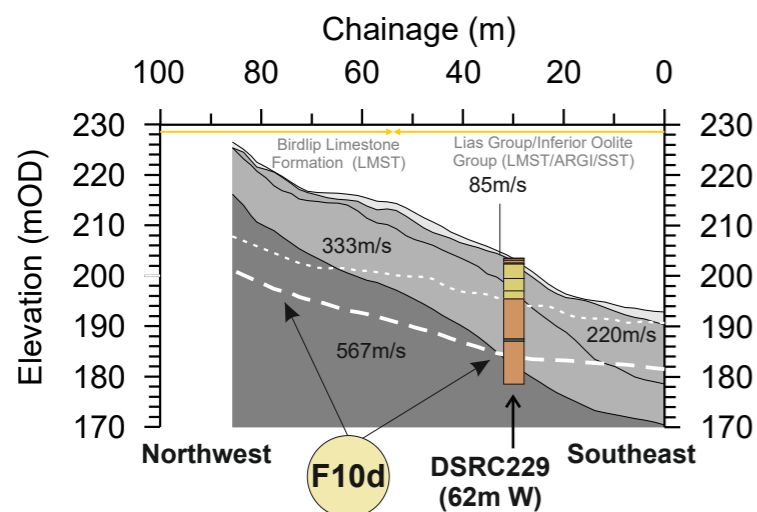 Chainage (m)
100 80 60 40 20 0
230 230
Birdlip Limestone
Formation (LMST)
Lias Group/Inferior Oolite
Group (LMST/ARGI/SST)
85m/s
220 220
210 210
333m/s
200 200
190 190
220m/s
567m/s
180 180
170 170
Elevation (mOD)
Northwest
F10d
DSRC229
(62m W)
Southeast